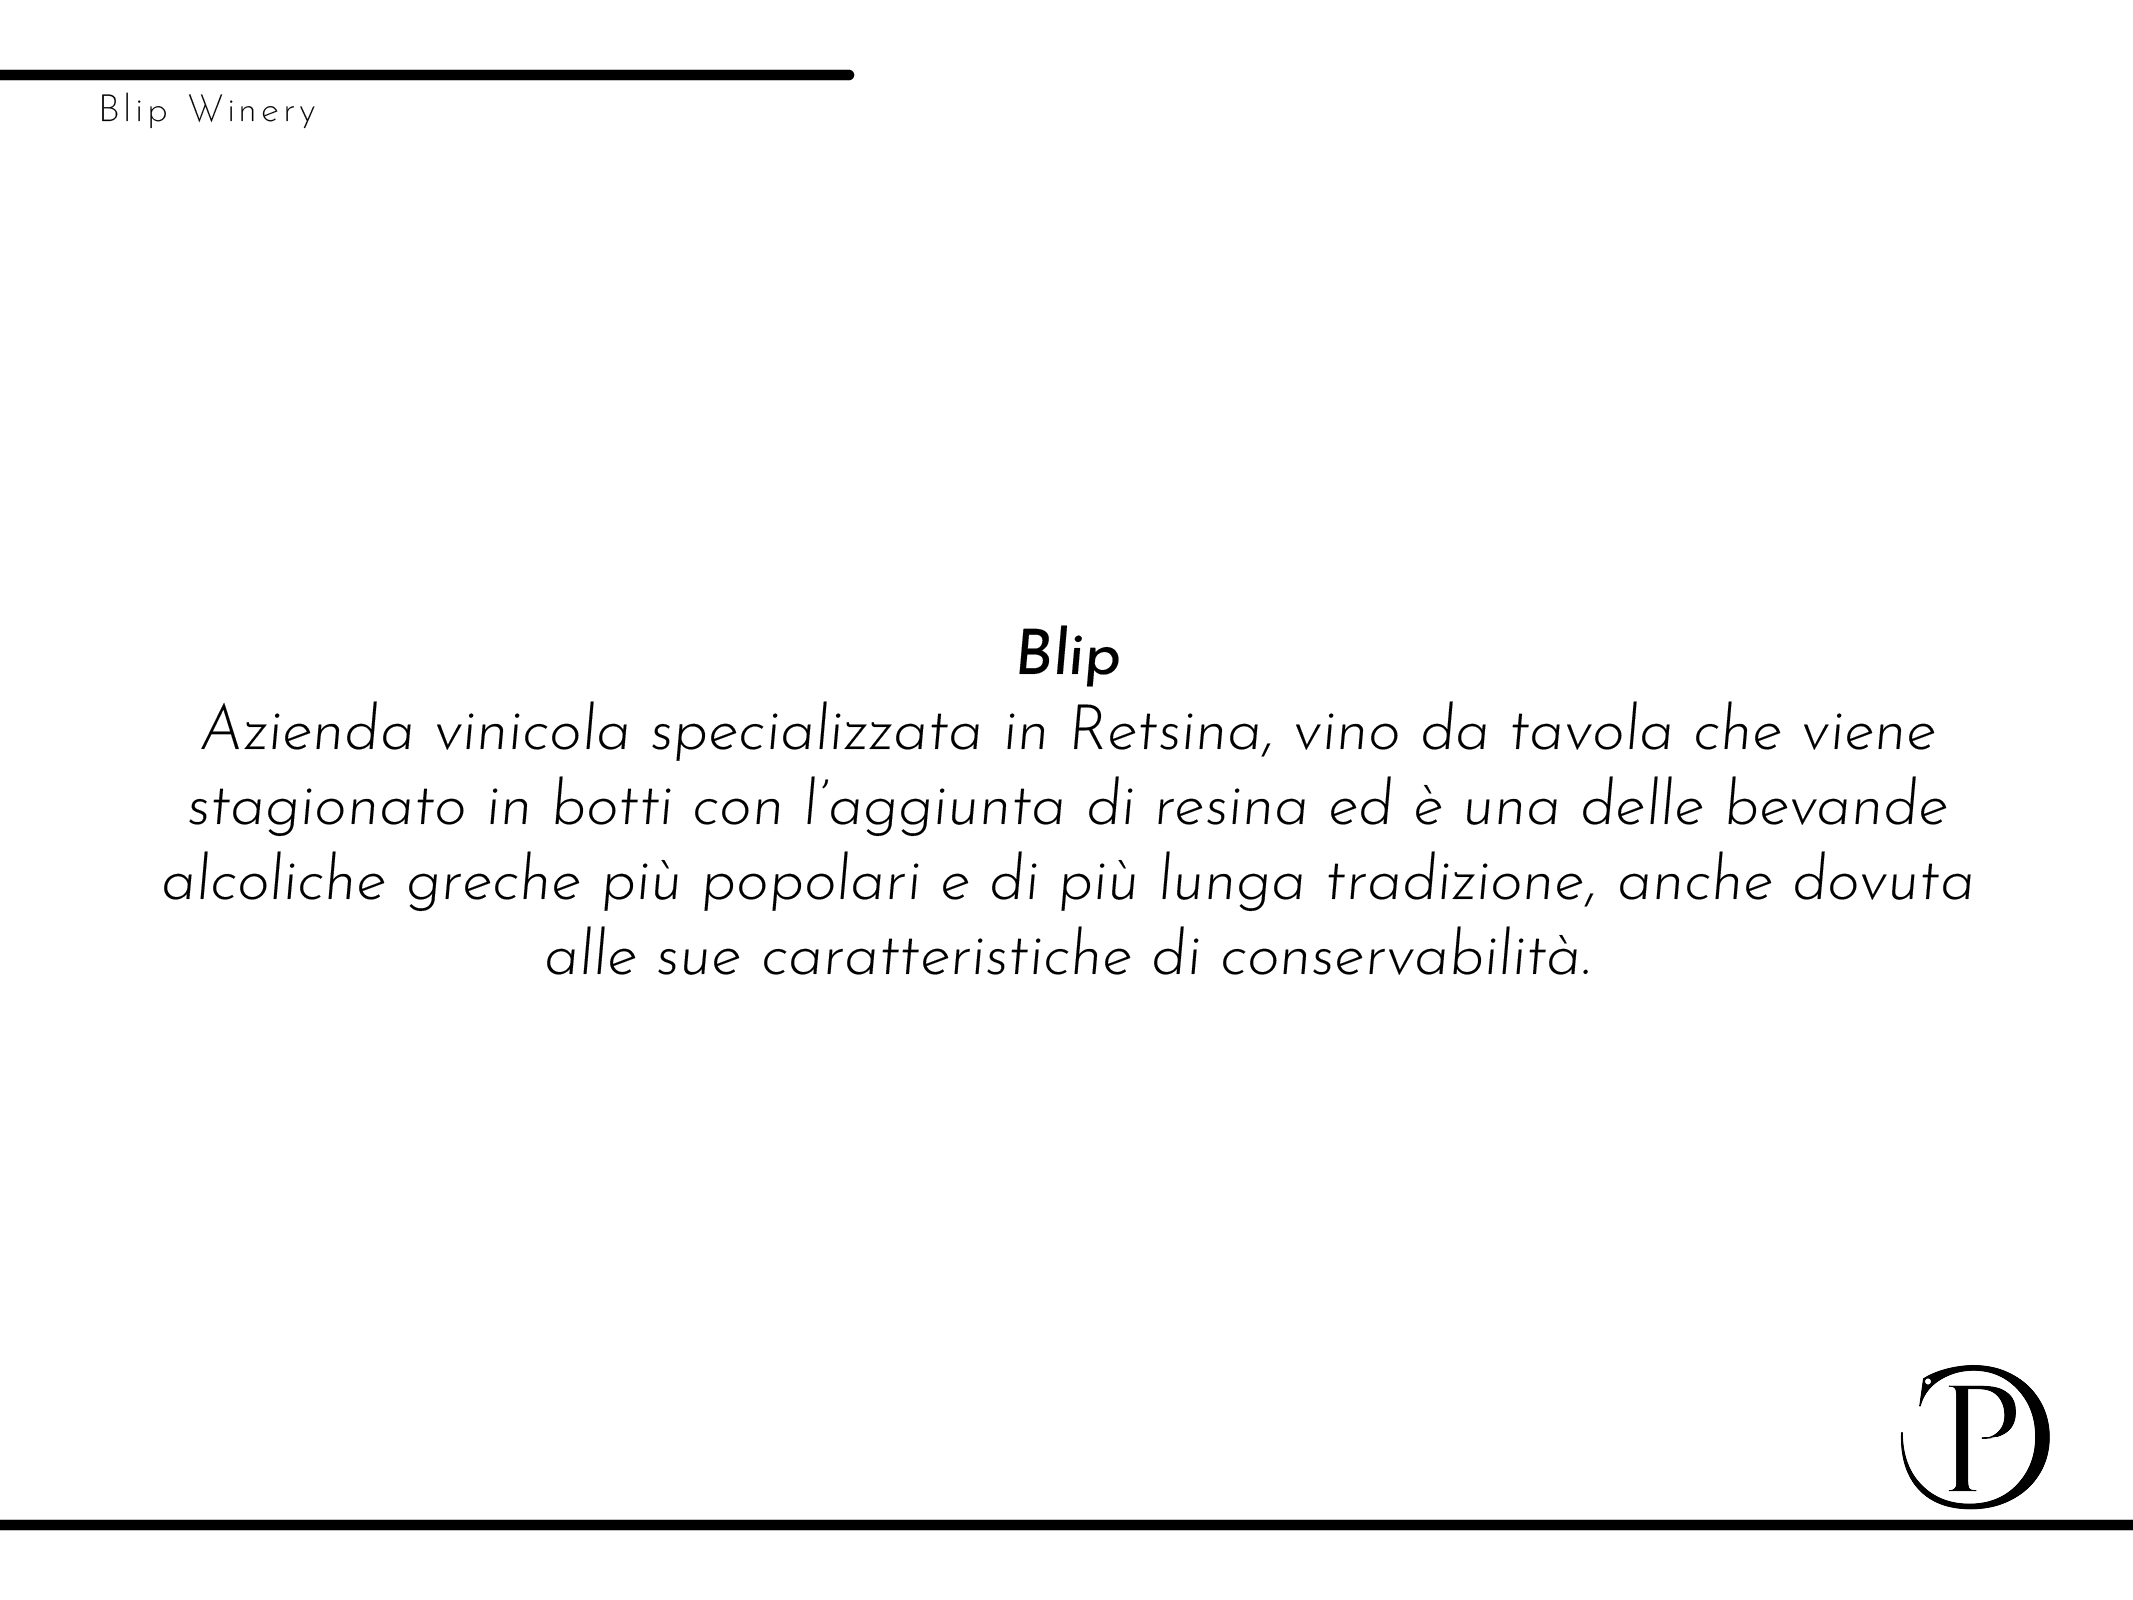 Blip Winery
Blip
Azienda vinicola specializzata in Retsina, vino da tavola che viene
stagionato in botti con l’aggiunta di resina ed è una delle bevande
alcoliche greche più popolari e di più lunga tradizione, anche dovuta
alle sue caratteristiche di conservabilità.
P